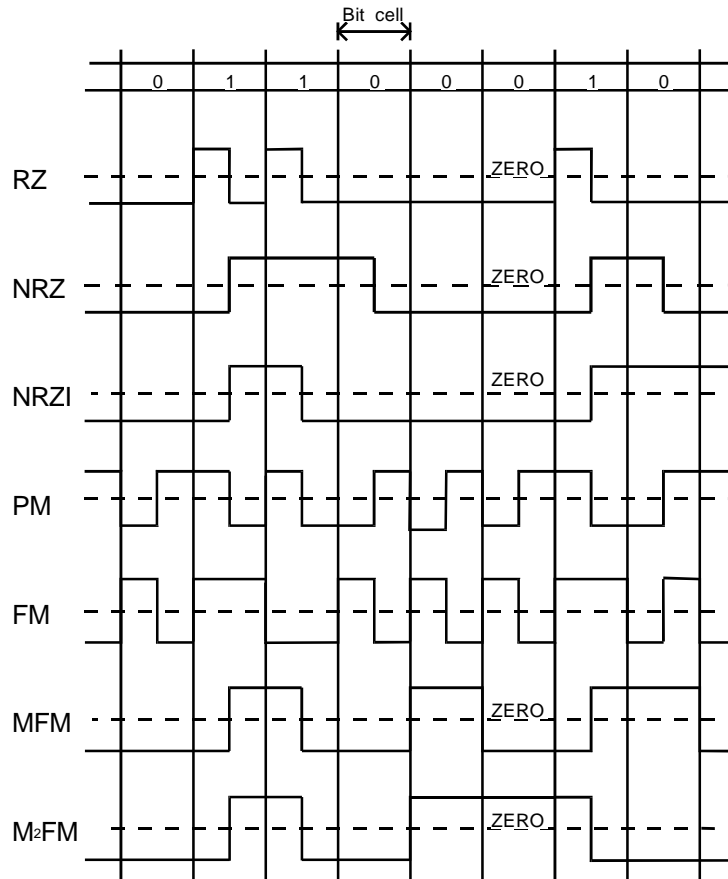 Bit cell
0 1 1 0 0 0 1 0
RZ ZERO
NRZ ZERO
NRZI ZERO
PM
FM
MFM ZERO
M2FM ZERO